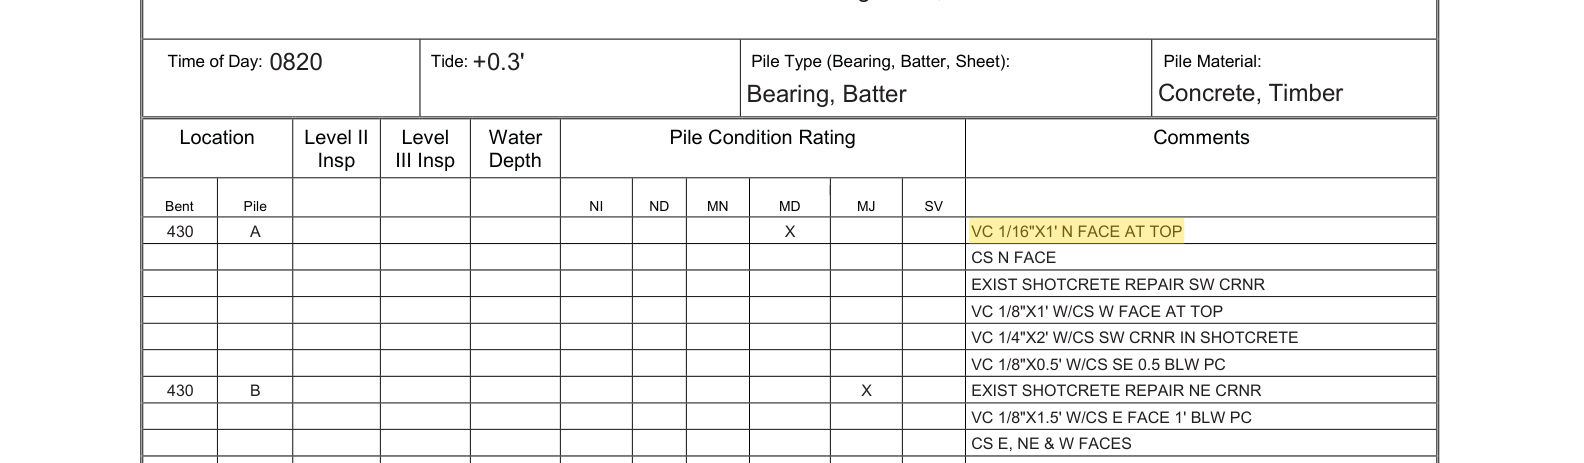 Time of Day: 0820 Tide: +0.3' Pile Type (Bearing, Batter, Sheet): Pile Material:
Bearing, Batter Concrete, Timber
Location Level II Level Water Pile Condition Rating Comments
Insp III Insp Depth
Bent Pile NI ND MN MD MJ SV
430 A X VC 1/16"X1' N FACE AT TOP
CS N FACE
EXIST SHOTCRETE REPAIR SW CRNR
VC 1/8"X1' W/CS W FACE AT TOP
VC 1/4"X2' W/CS SW CRNR IN SHOTCRETE
VC 1/8"X0.5' W/CS SE 0.5 BLW PC
430 B X EXIST SHOTCRETE REPAIR NE CRNR
VC 1/8"X1.5' W/CS E FACE 1' BLW PC
CS E, NE & W FACES